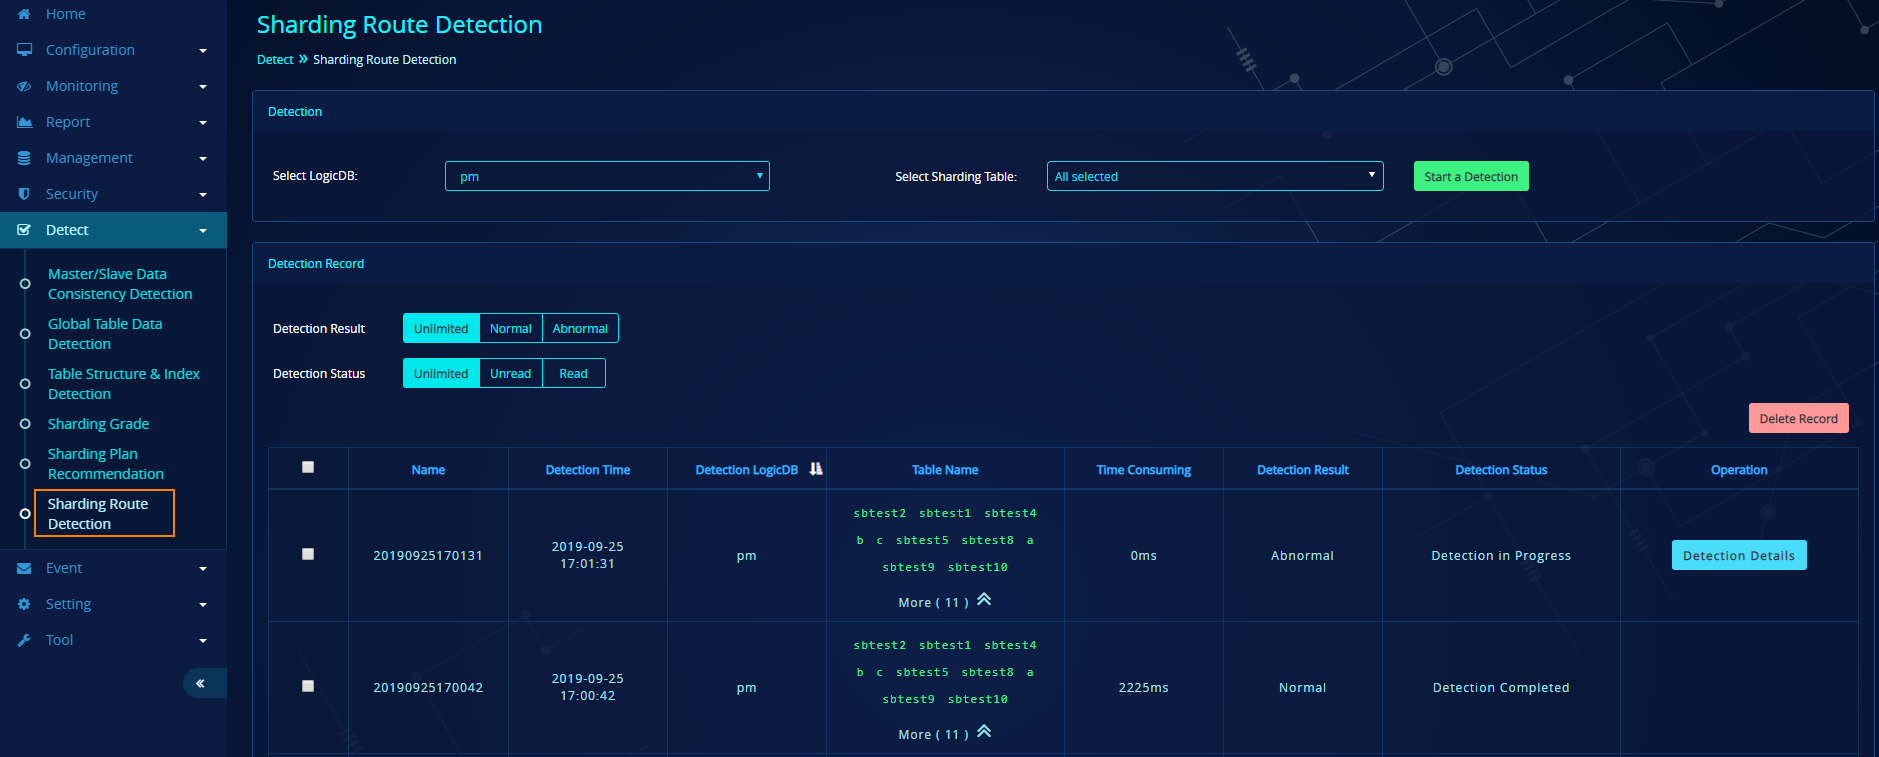 Home
Configuration
Monitoring
Report
Management
Security
Detect
Master/Slave Data
Consistency Detection
Global Table Data
Detection
Table Structure & Index
Detection
Sharding Grade
Sharding Plan
Recommendation
Sharding Route
Detection
Event
Setting
Tool
Sharding Route Detection
Detect » Sharding Route Detection
Detection
Select LogicDB: pm Select Sharding Table: All selected Start a Detection
Detection Record
Detection Result Unlimited Normal Abnormal
Detection Status Unlimited Unread Read
Delete Record
Name Detection Time Detection LogicDB Table Name Time Consuming Detection Result Detection Status Operation
sbtest2 sbtest1 sbtest4
b c sbtest5 sbtest8 a
sbtest9 sbtest10
More ( 11 )
20190925170131 2019-09-25 17:01:31 pm 0ms Abnormal Detection in Progress Detection Details
sbtest2 sbtest1 sbtest4
b c sbtest5 sbtest8 a
sbtest9 sbtest10
More ( 11 )
20190925170042 2019-09-25 17:00:42 pm 2225ms Normal Detection Completed